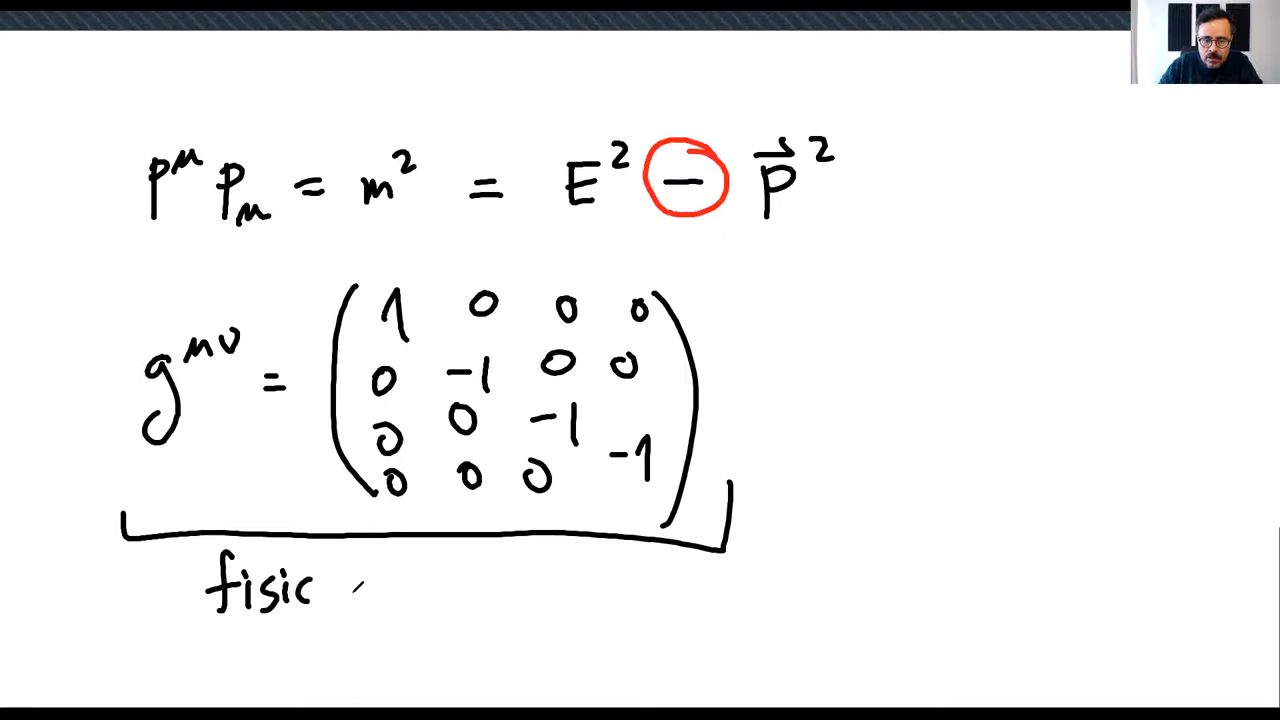 p^μ p_μ = m² = E² − p⃗²
g^{μν} = ( 1 0 0 0
0 -1 0 0
0 0 -1
0 0 0 -1 )
fisic